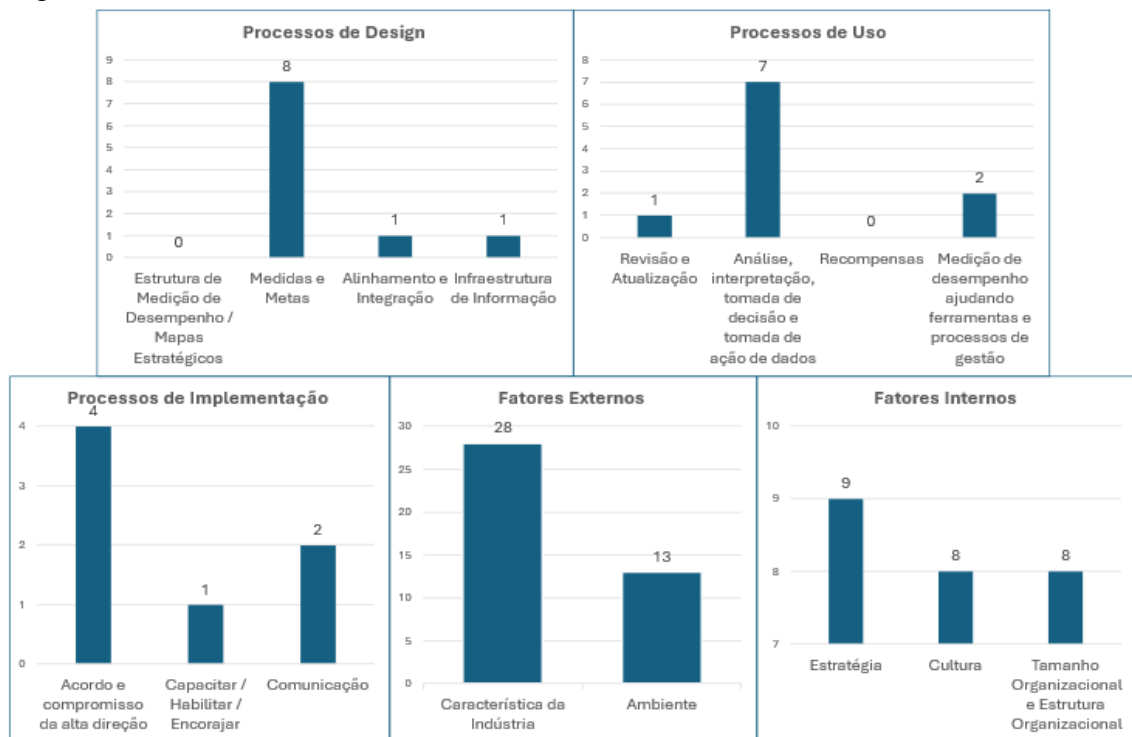 Processos de Design
9
8
7
6
5
4
3
2
1
0
0
8
1
1
Estrutura de
Medição de
Desempenho /
Mapas
Estratégicos
Medidas e
Metas
Alinhamento e
Integração
Infraestrutura
de Informação
Processos de Uso
8
7
6
5
4
3
2
1
0
1
7
0
2
Revisão e
Atualização
Análise,
interpretação,
tomada de
decisão e
tomada de
ação de dados
Recompensas
Medição de
desempenho
ajudando
ferramentas e
processos de
gestão
Processos de Implementação
4
3
2
1
0
4
1
2
Acordo e
compromisso
da alta direção
Capacitar /
Habilitar /
Encorajar
Comunicação
Fatores Externos
30
25
20
15
10
5
0
28
13
Característica da
Indústria
Ambiente
Fatores Internos
10
9
8
7
9
8
8
Estratégia
Cultura
Tamanho
Organizacional
e Estrutura
Organizacional